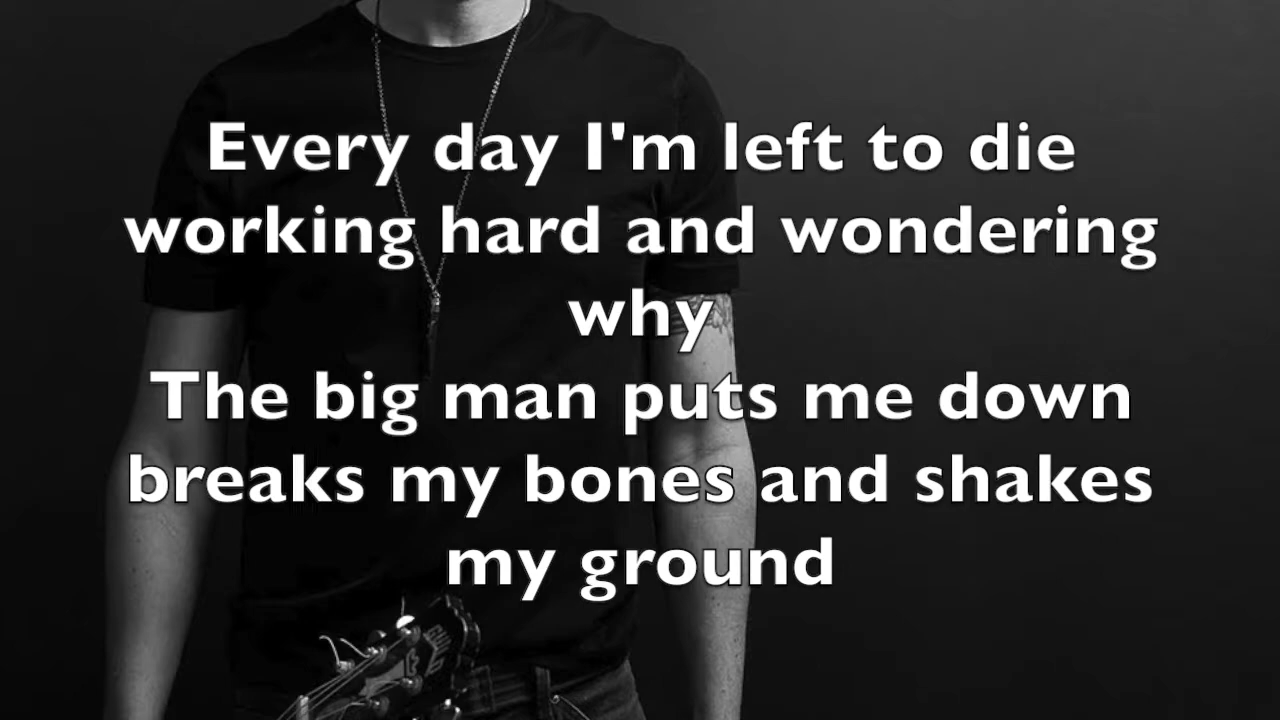 Every day I'm left to die
working hard and wondering
why
The big man puts me down
breaks my bones and shakes
my ground